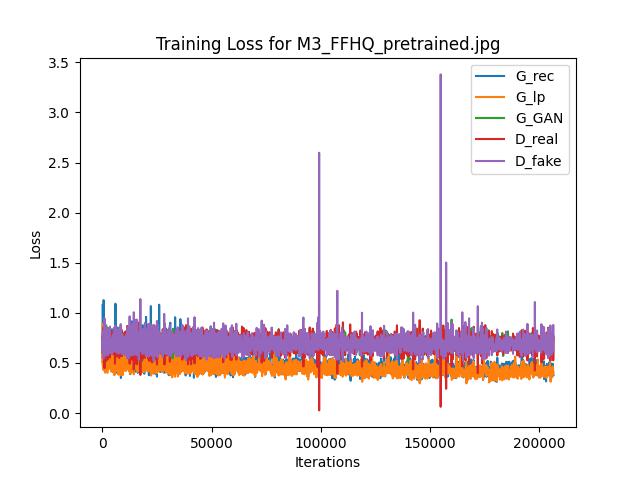 Training Loss for M3_FFHQ_pretrained.jpg
3.5
3.0
2.5
2.0
1.5
1.0
0.5
0.0
Loss
G_rec
G_lp
G_GAN
D_real
D_fake
0 50000 100000 150000 200000
Iterations